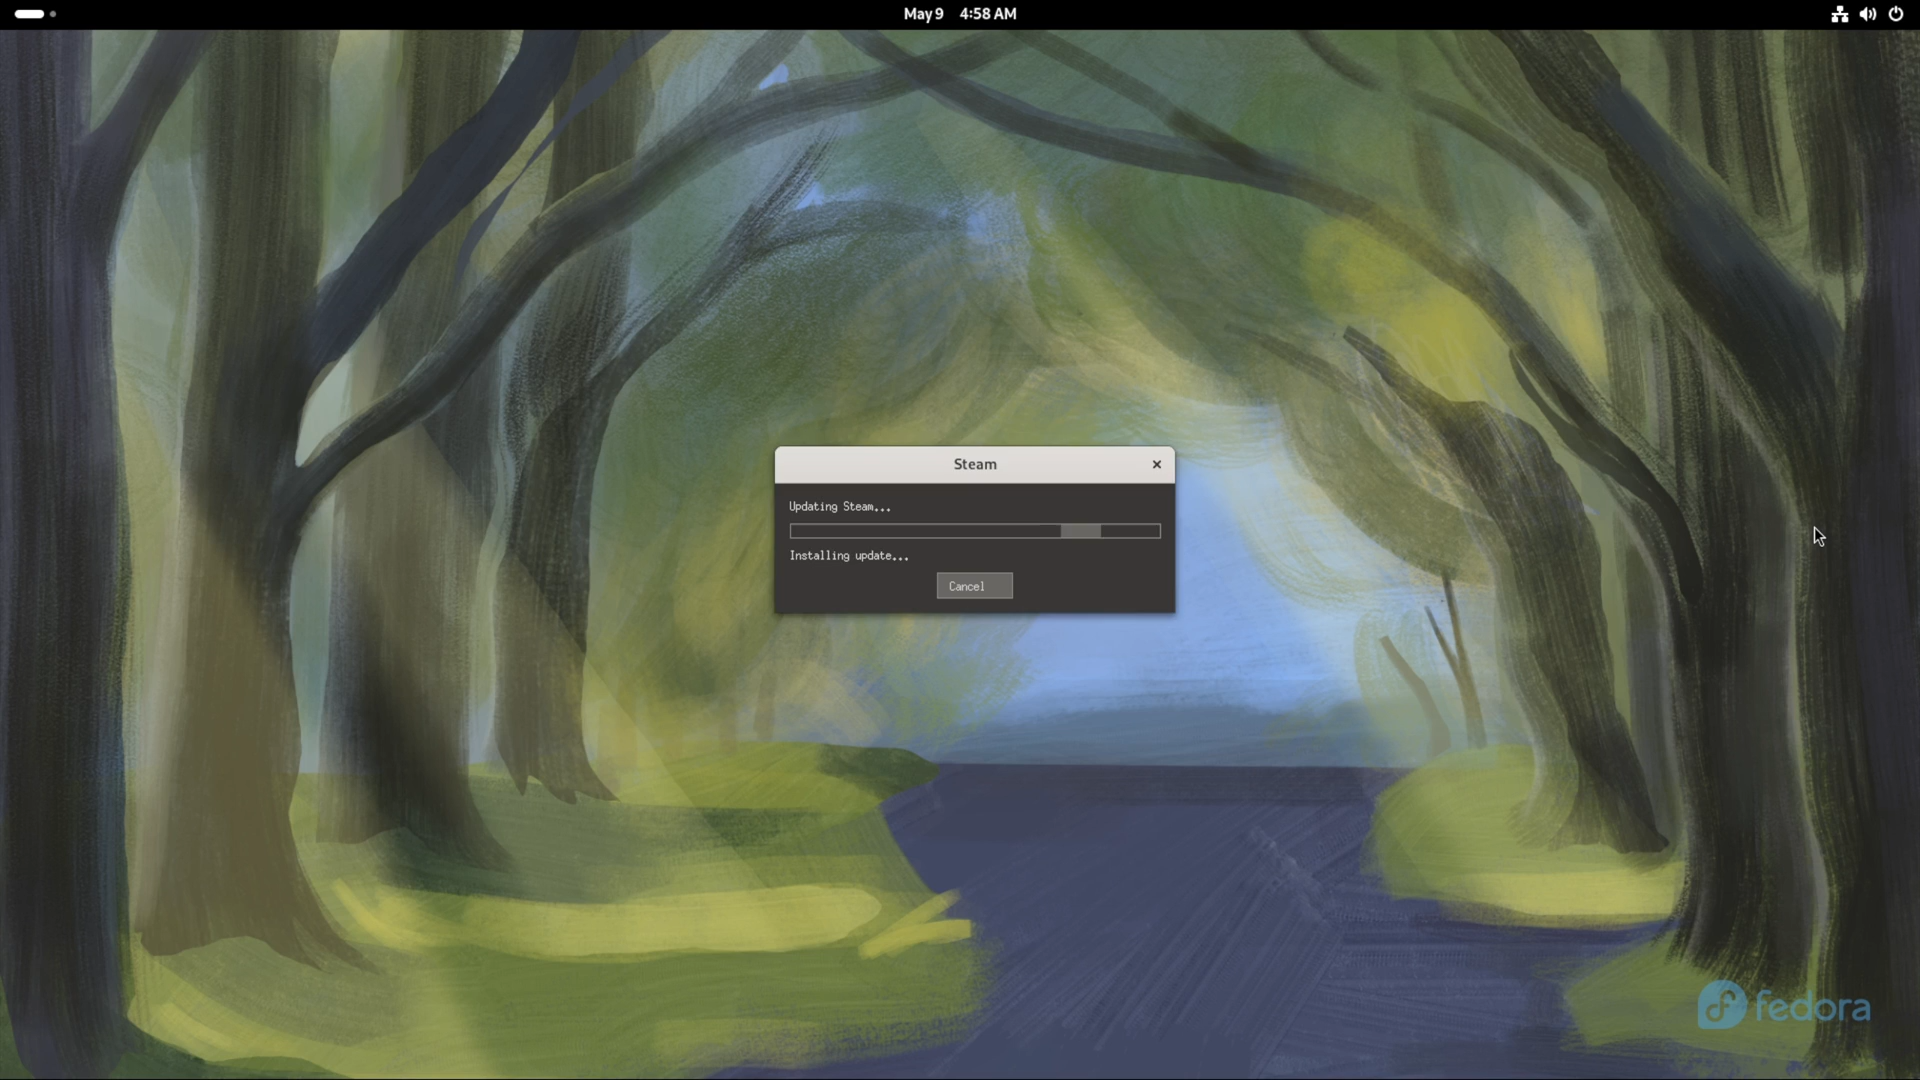 May 9 4:58 AM
Steam
Updating Steam...
Installing update...
Cancel
fedora